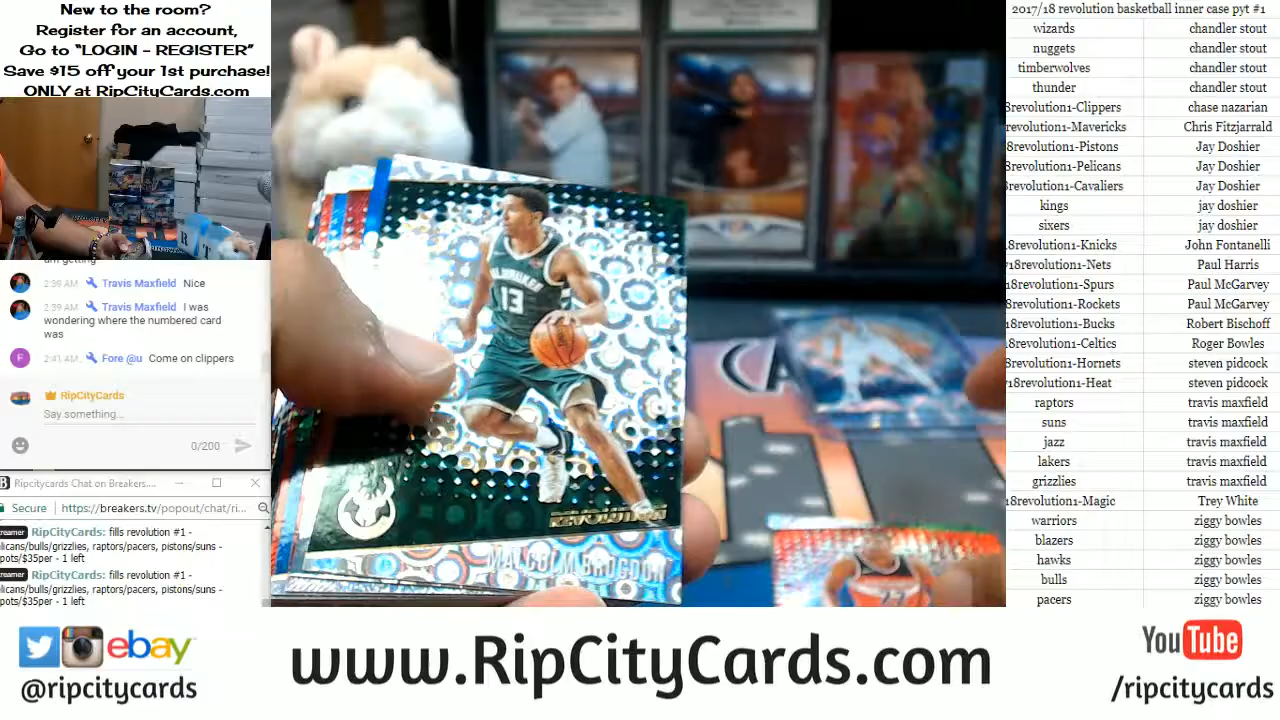 New to the room?
Register for an account,
Go to “LOGIN - REGISTER”
Save $15 off your 1st purchase!
ONLY at RipCityCards.com
2:39 AM Travis Maxfield Nice
2:39 AM Travis Maxfield I was
wondering where the numbered card
was
F 2:41 AM Fore @u Come on clippers
RipCityCards
Say something...
0/200
Ripcitycards Chat on Breakers....
Secure https://breakers.tv/popout/chat/ri...
reamer RipCityCards: fills revolution #1 -
licans/bulls/grizzlies, raptors/pacers, pistons/suns -
pots/$35per - 1 left
reamer RipCityCards: fills revolution #1 -
licans/bulls/grizzlies, raptors/pacers, pistons/suns -
pots/$35per - 1 left
13
REVOLUTION
MALCOLM BROGDON
CA
2017/18 revolution basketball inner case pyt #1
wizards chandler stout
nuggets chandler stout
timberwolves chandler stout
thunder chandler stout
8revolution1-Clippers chase nazarian
revolution1-Mavericks Chris Fitzjarrald
8revolution1-Pistons Jay Doshier
8revolution1-Pelicans Jay Doshier
8revolution1-Cavaliers Jay Doshier
kings jay doshier
sixers jay doshier
18revolution1-Knicks John Fontanelli
/18revolution1-Nets Paul Harris
18revolution1-Spurs Paul McGarvey
8revolution1-Rockets Paul McGarvey
18revolution1-Bucks Robert Bischoff
18revolution1-Celtics Roger Bowles
8revolution1-Hornets steven pidcock
18revolution1-Heat steven pidcock
raptors travis maxfield
suns travis maxfield
jazz travis maxfield
lakers travis maxfield
grizzlies travis maxfield
18revolution1-Magic Trey White
warriors ziggy bowles
blazers ziggy bowles
hawks ziggy bowles
bulls ziggy bowles
pacers ziggy bowles
ebay
@ripcitycards
www.RipCityCards.com
YouTube
/ripcitycards